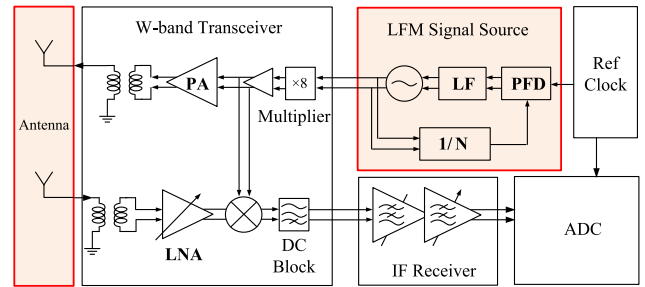 W-band Transceiver
LFM Signal Source
Ref
Clock
PA
×8
LF
PFD
Multiplier
Antenna
1/N
LNA
DC
Block
IF Receiver
ADC